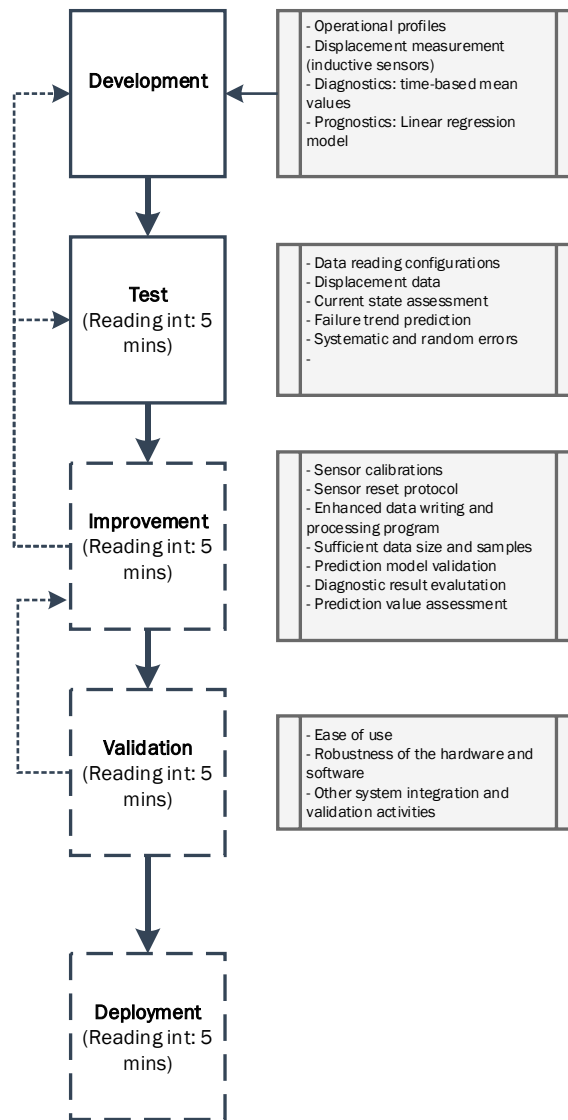 Development
- Operational profiles
- Displacement measurement
(inductive sensors)
- Diagnostics: time-based mean
values
- Prognostics: Linear regression
model
Test
(Reading int: 5
mins)
- Data reading configurations
- Displacement data
- Current state assessment
- Failure trend prediction
- Systematic and random errors
-
Improvement
(Reading int: 5
mins)
- Sensor calibrations
- Sensor reset protocol
- Enhanced data writing and
processing program
- Sufficient data size and samples
- Prediction model validation
- Diagnostic result evalutation
- Prediction value assessment
Validation
(Reading int: 5
mins)
- Ease of use
- Robustness of the hardware and
software
- Other system integration and
validation activities
Deployment
(Reading int: 5
mins)